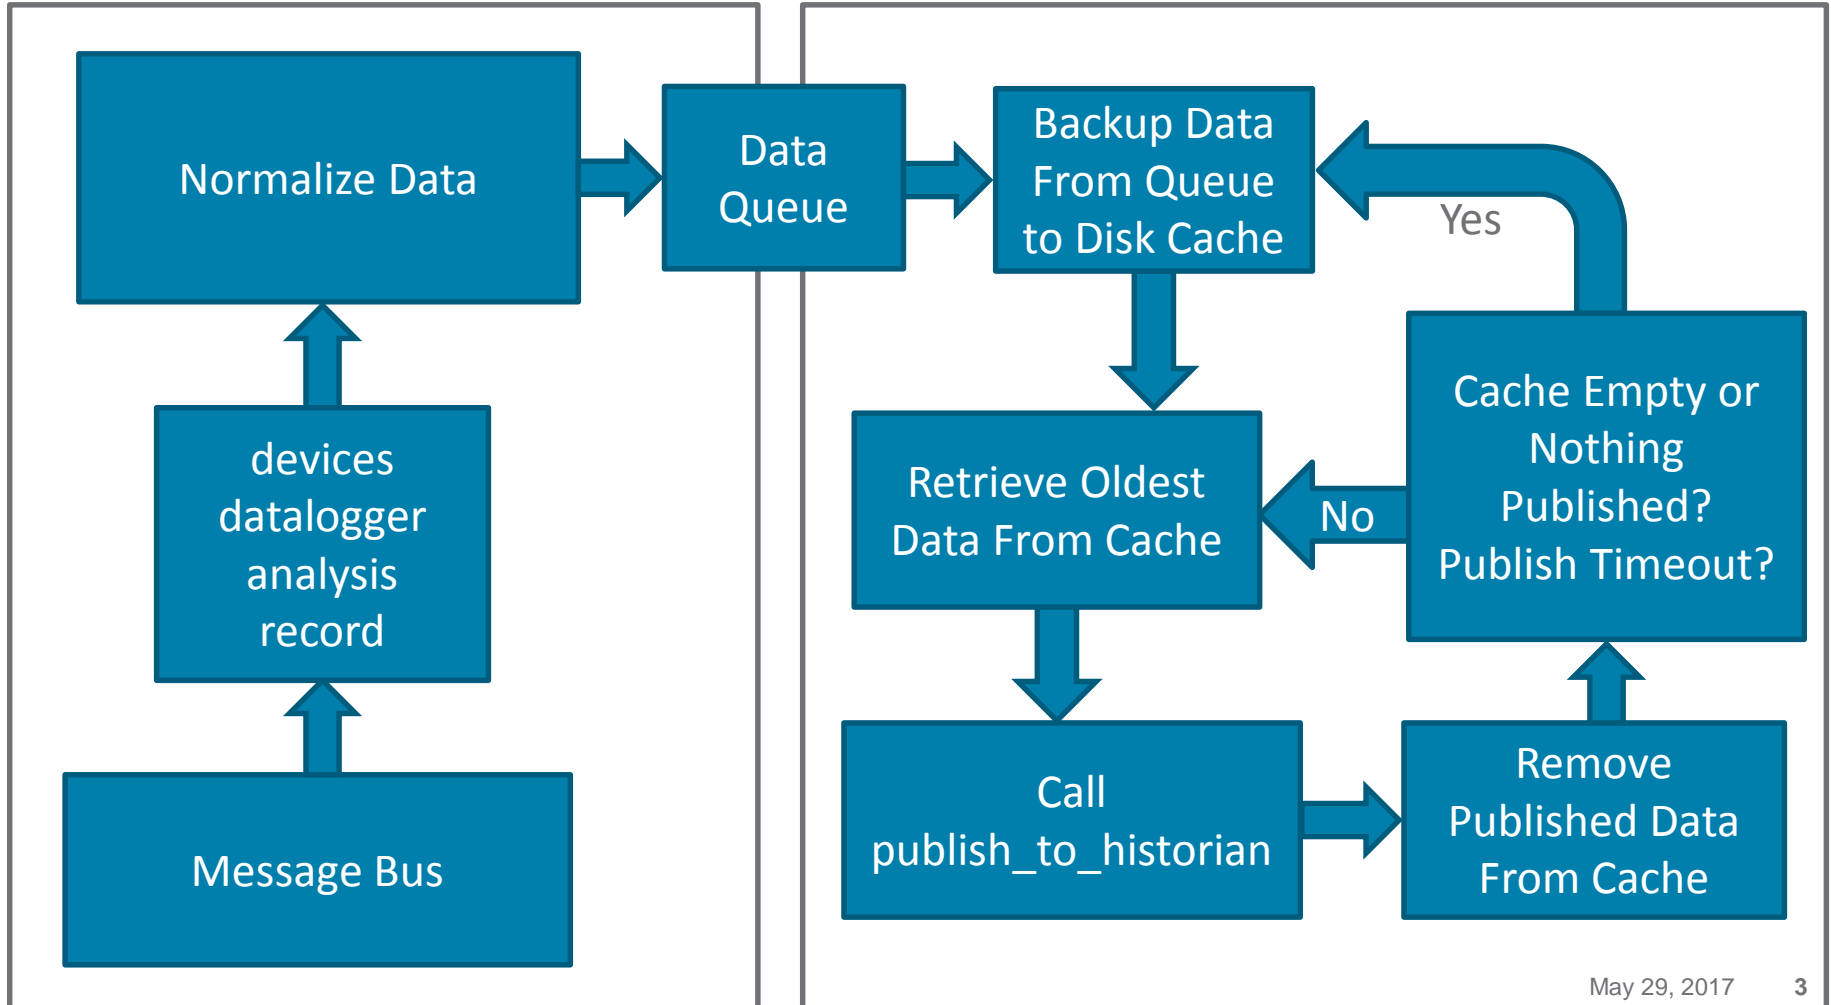 Normalize Data
Data
Queue
Backup Data
From Queue
to Disk Cache
Yes
devices
datalogger
analysis
record
Retrieve Oldest
Data From Cache
No
Cache Empty or
Nothing
Published?
Publish Timeout?
Message Bus
Call
publish_to_historian
Remove
Published Data
From Cache
May 29, 2017 3